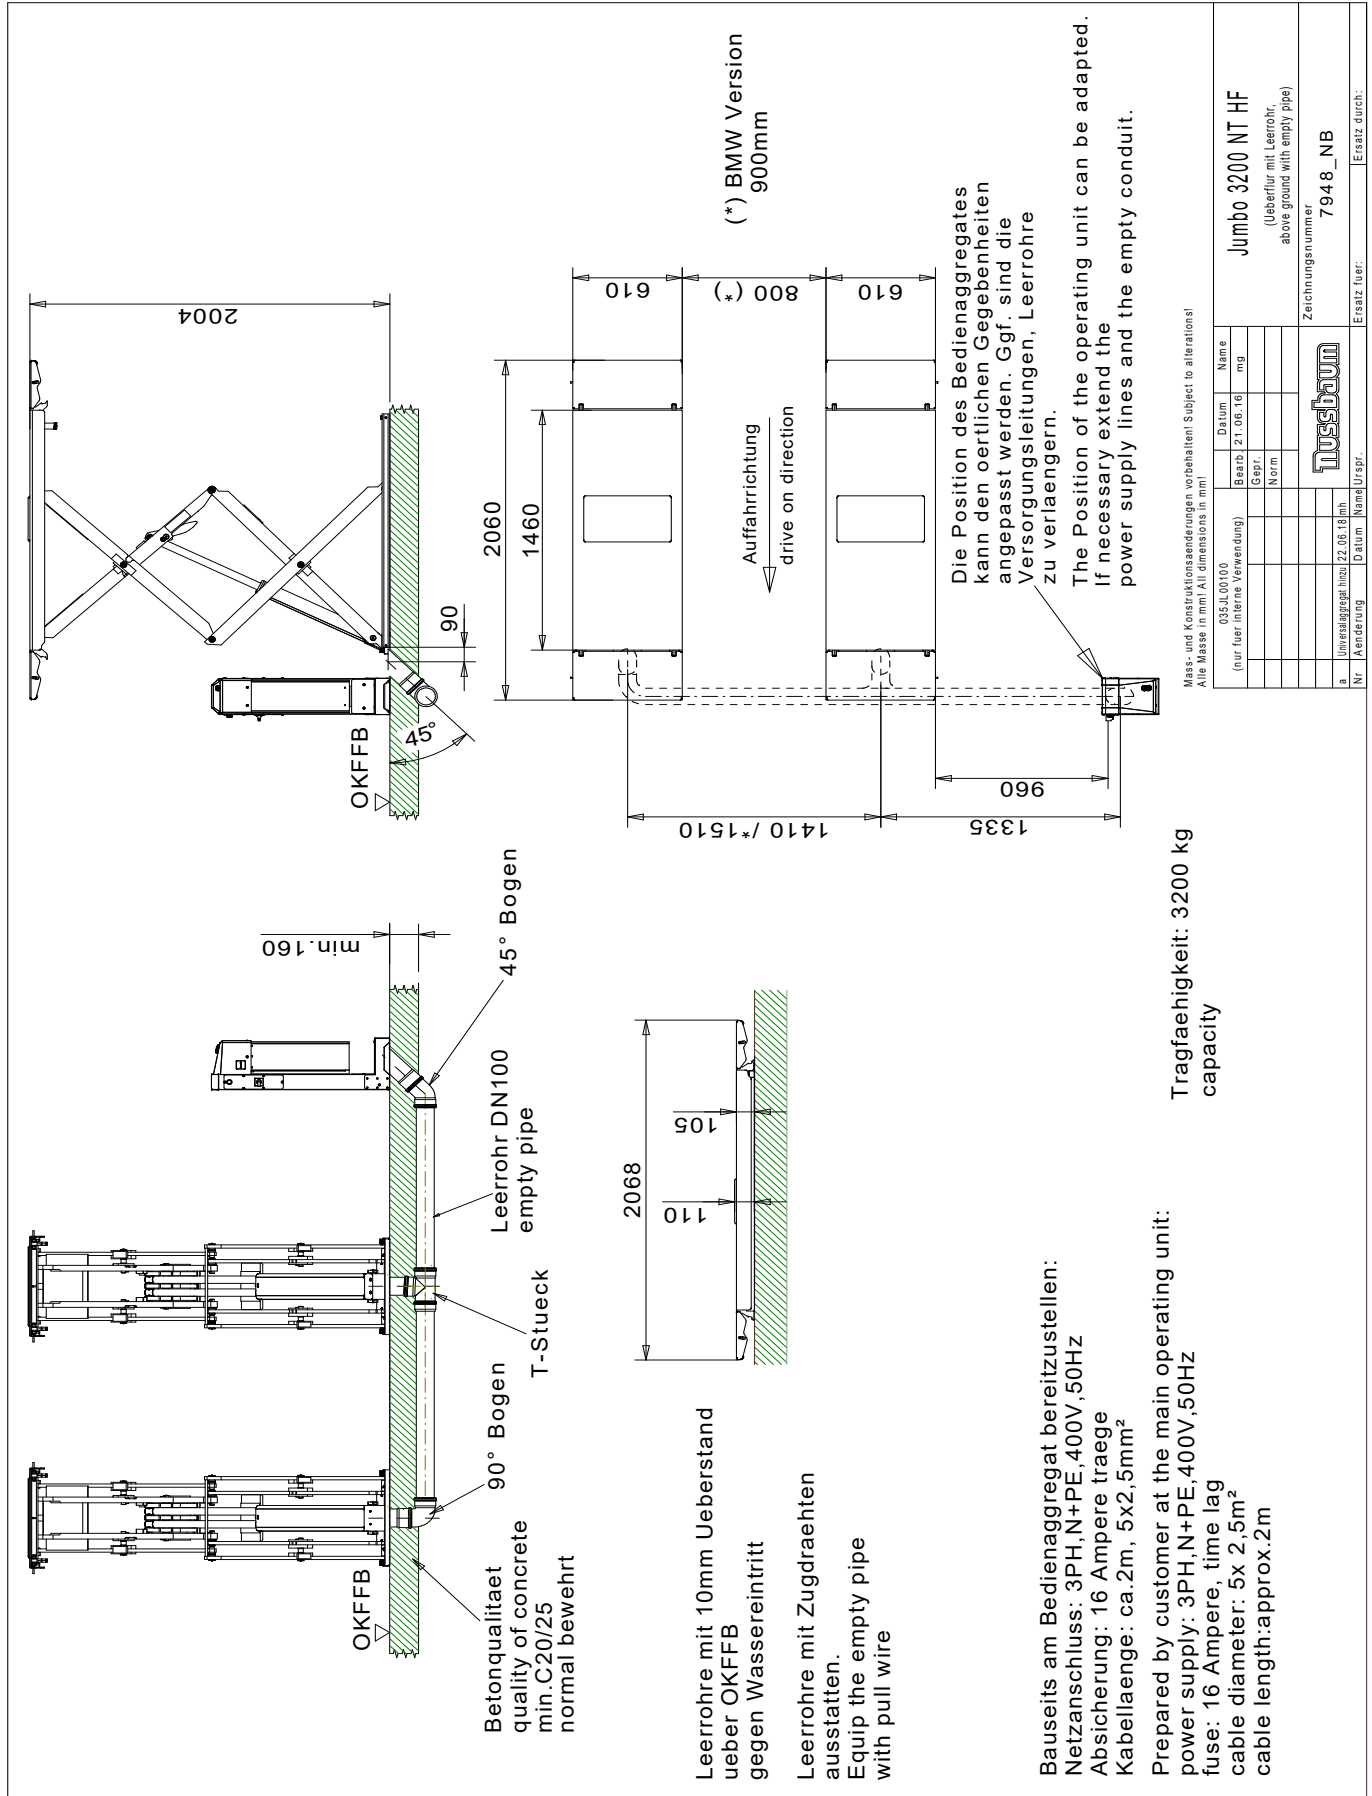 2004
OKFFB
45°
90
OKFFB
Betonqualitaet
quality of concrete
min.C20/25
normal bewehrt
90° Bogen
T-Stueck
Leerrohr DN100
empty pipe
45° Bogen
min.160
2060
1460
610
800 (*)
610
(*) BMW Version
900mm
Auffahrrichtung
drive on direction
1410 /*1510
1335
960
Die Position des Bedienaggregates
kann den oertlichen Gegebenheiten
angepasst werden. Ggf. sind die
Versorgungsleitungen, Leerrohre
zu verlaengern.
The Position of the operating unit can be adapted.
If necessary extend the
power supply lines and the empty conduit.
2068
105
110
Leerrohre mit 10mm Ueberstand
ueber OKFFB
gegen Wassereintritt
Leerrohre mit Zugdraehten
ausstatten.
Equip the empty pipe
with pull wire
Tragfaehigkeit: 3200 kg
capacity
Bauseits am Bedienaggregat bereitzustellen:
Netzanschluss: 3PH,N+PE,400V,50Hz
Absicherung: 16 Ampere traege
Kabellaenge: ca.2m, 5x2,5mm²
Prepared by customer at the main operating unit:
power supply: 3PH,N+PE,400V,50Hz
fuse: 16 Ampere, time lag
cable diameter: 5x 2,5m²
cable length:approx.2m
Mass- und Konstruktionsaenderungen vorbehalten! Subject to alterations!
Alle Masse in mm! All dimensions in mm!
035JL00100
(nur fuer interne Verwendung)
Datum Name
Bearb. 21.06.16 mg
Gepr.
Norm
Jumbo 3200 NT HF
(Ueberflur mit Leerrohr,
above ground with empty pipe)
Nussbaum
Zeichnungsnummer
7948_NB
a Universalaggregat hinzu 22.06.18 mh
Nr Aenderung Datum Name Urspr. Ersatz fuer: Ersatz durch: